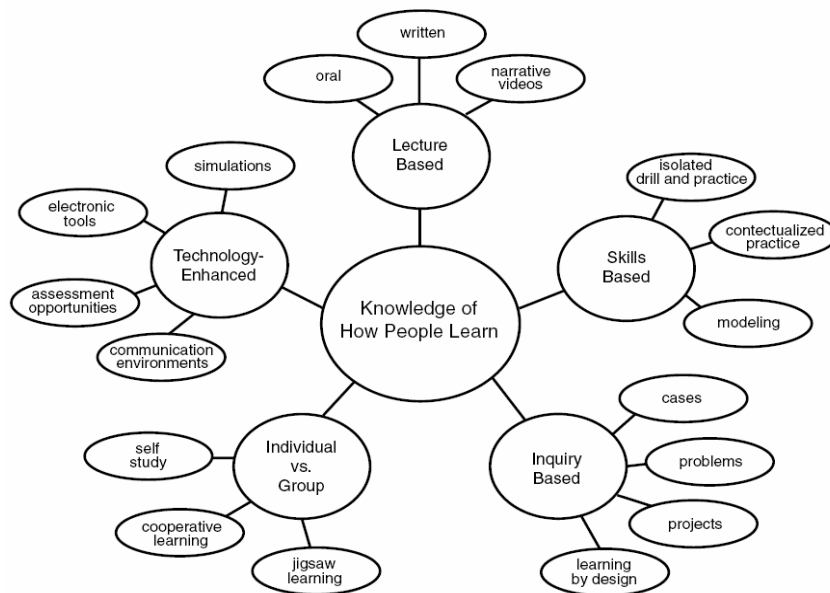 written
oral
narrative
videos
Lecture
Based
simulations
electronic
tools
Technology-
Enhanced
assessment
opportunities
communication
environments
isolated
drill and practice
contectualized
practice
Skills
Based
modeling
Knowledge of
How People Learn
self
study
Individual
vs.
Group
cooperative
learning
jigsaw
learning
cases
Inquiry
Based
problems
projects
learning
by design